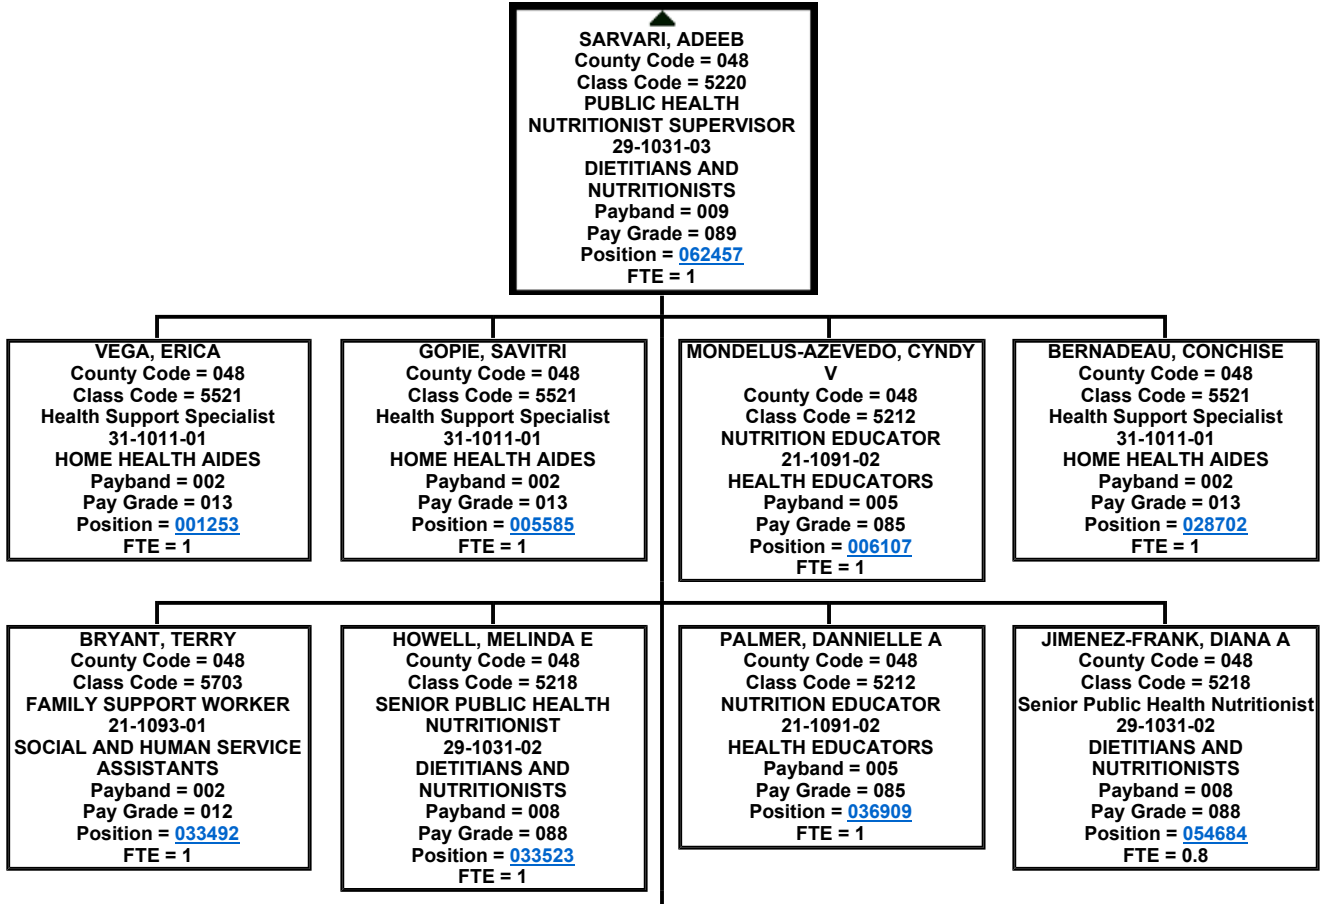 SARVARI, ADEEB
County Code = 048
Class Code = 5220
PUBLIC HEALTH
NUTRITIONIST SUPERVISOR
29-1031-03
DIETITIANS AND
NUTRITIONISTS
Payband = 009
Pay Grade = 089
Position = 062457
FTE = 1
VEGA, ERICA
County Code = 048
Class Code = 5521
Health Support Specialist
31-1011-01
HOME HEALTH AIDES
Payband = 002
Pay Grade = 013
Position = 001253
FTE = 1
GOPIE, SAVITRI
County Code = 048
Class Code = 5521
Health Support Specialist
31-1011-01
HOME HEALTH AIDES
Payband = 002
Pay Grade = 013
Position = 005585
FTE = 1
MONDELUS-AZEVEDO, CYNDY
V
County Code = 048
Class Code = 5212
NUTRITION EDUCATOR
21-1091-02
HEALTH EDUCATORS
Payband = 005
Pay Grade = 085
Position = 006107
FTE = 1
BERNADEAU, CONCHISE
County Code = 048
Class Code = 5521
Health Support Specialist
31-1011-01
HOME HEALTH AIDES
Payband = 002
Pay Grade = 013
Position = 028702
FTE = 1
BRYANT, TERRY
County Code = 048
Class Code = 5703
FAMILY SUPPORT WORKER
21-1093-01
SOCIAL AND HUMAN SERVICE
ASSISTANTS
Payband = 002
Pay Grade = 012
Position = 033492
FTE = 1
HOWELL, MELINDA E
County Code = 048
Class Code = 5218
SENIOR PUBLIC HEALTH
NUTRITIONIST
29-1031-02
DIETITIANS AND
NUTRITIONISTS
Payband = 008
Pay Grade = 088
Position = 033523
FTE = 1
PALMER, DANNIELLE A
County Code = 048
Class Code = 5212
NUTRITION EDUCATOR
21-1091-02
HEALTH EDUCATORS
Payband = 005
Pay Grade = 085
Position = 036909
FTE = 1
JIMENEZ-FRANK, DIANA A
County Code = 048
Class Code = 5218
Senior Public Health Nutritionist
29-1031-02
DIETITIANS AND
NUTRITIONISTS
Payband = 008
Pay Grade = 088
Position = 054684
FTE = 0.8